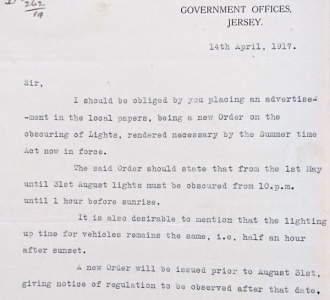 262
GOVERNMENT OFFICES,
JERSEY.
14th April, 1917.
Sir,
I should be obliged by you placing an advertise-
-ment in the local papers, being a new Order on the
obscuring of Lights, rendered necessary by the Summer time
Act now in force.
The said Order should state that from the 1st May
until 31st August lights must be obscured from 10.p.m.
until 1 hour before sunrise.
It is also desirable to mention that the lighting
up time for vehicles remains the same, i.e, half an hour
after sunset.
A new Order will be issued prior to August 31st,
giving notice of regulation to be observed after that date.